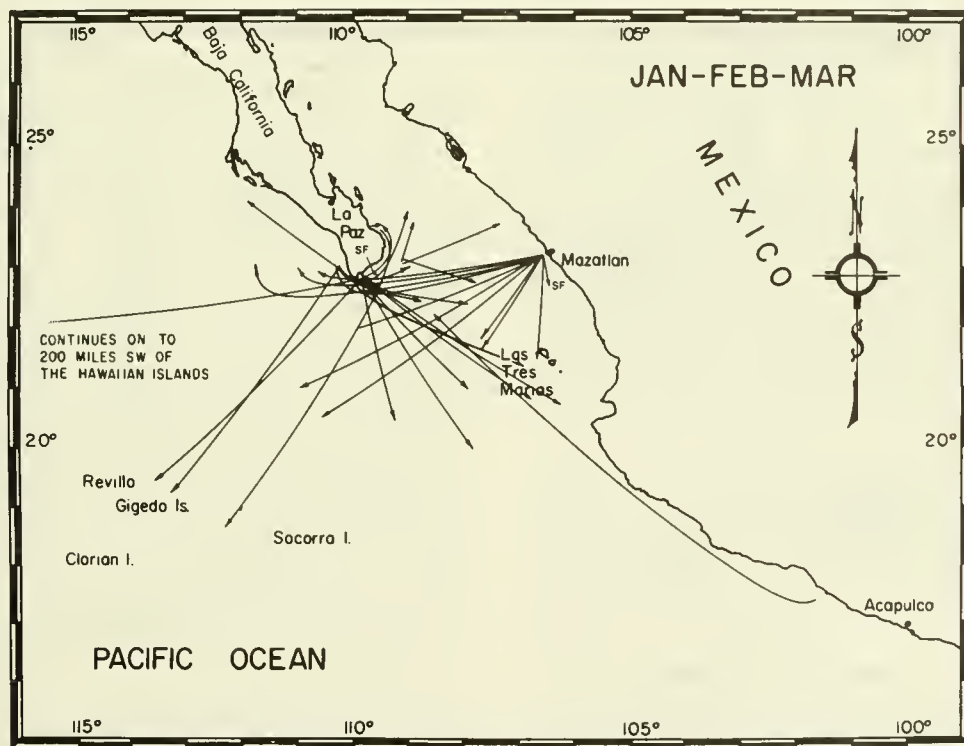 115°
110°
105°
100°
Baja
California
JAN-FEB-MAR
25°
25°
MEXICO
La
Paz
SF
Mazatlan
SF
N
S
CONTINUES ON TO
200 MILES SW OF
THE HAWAIIAN ISLANDS
Las
Tres
Marias
20°
20°
Revillo
Gigedo Is.
Socorra I.
Clarian I.
Acapulco
PACIFIC OCEAN
115°
110°
105°
100°